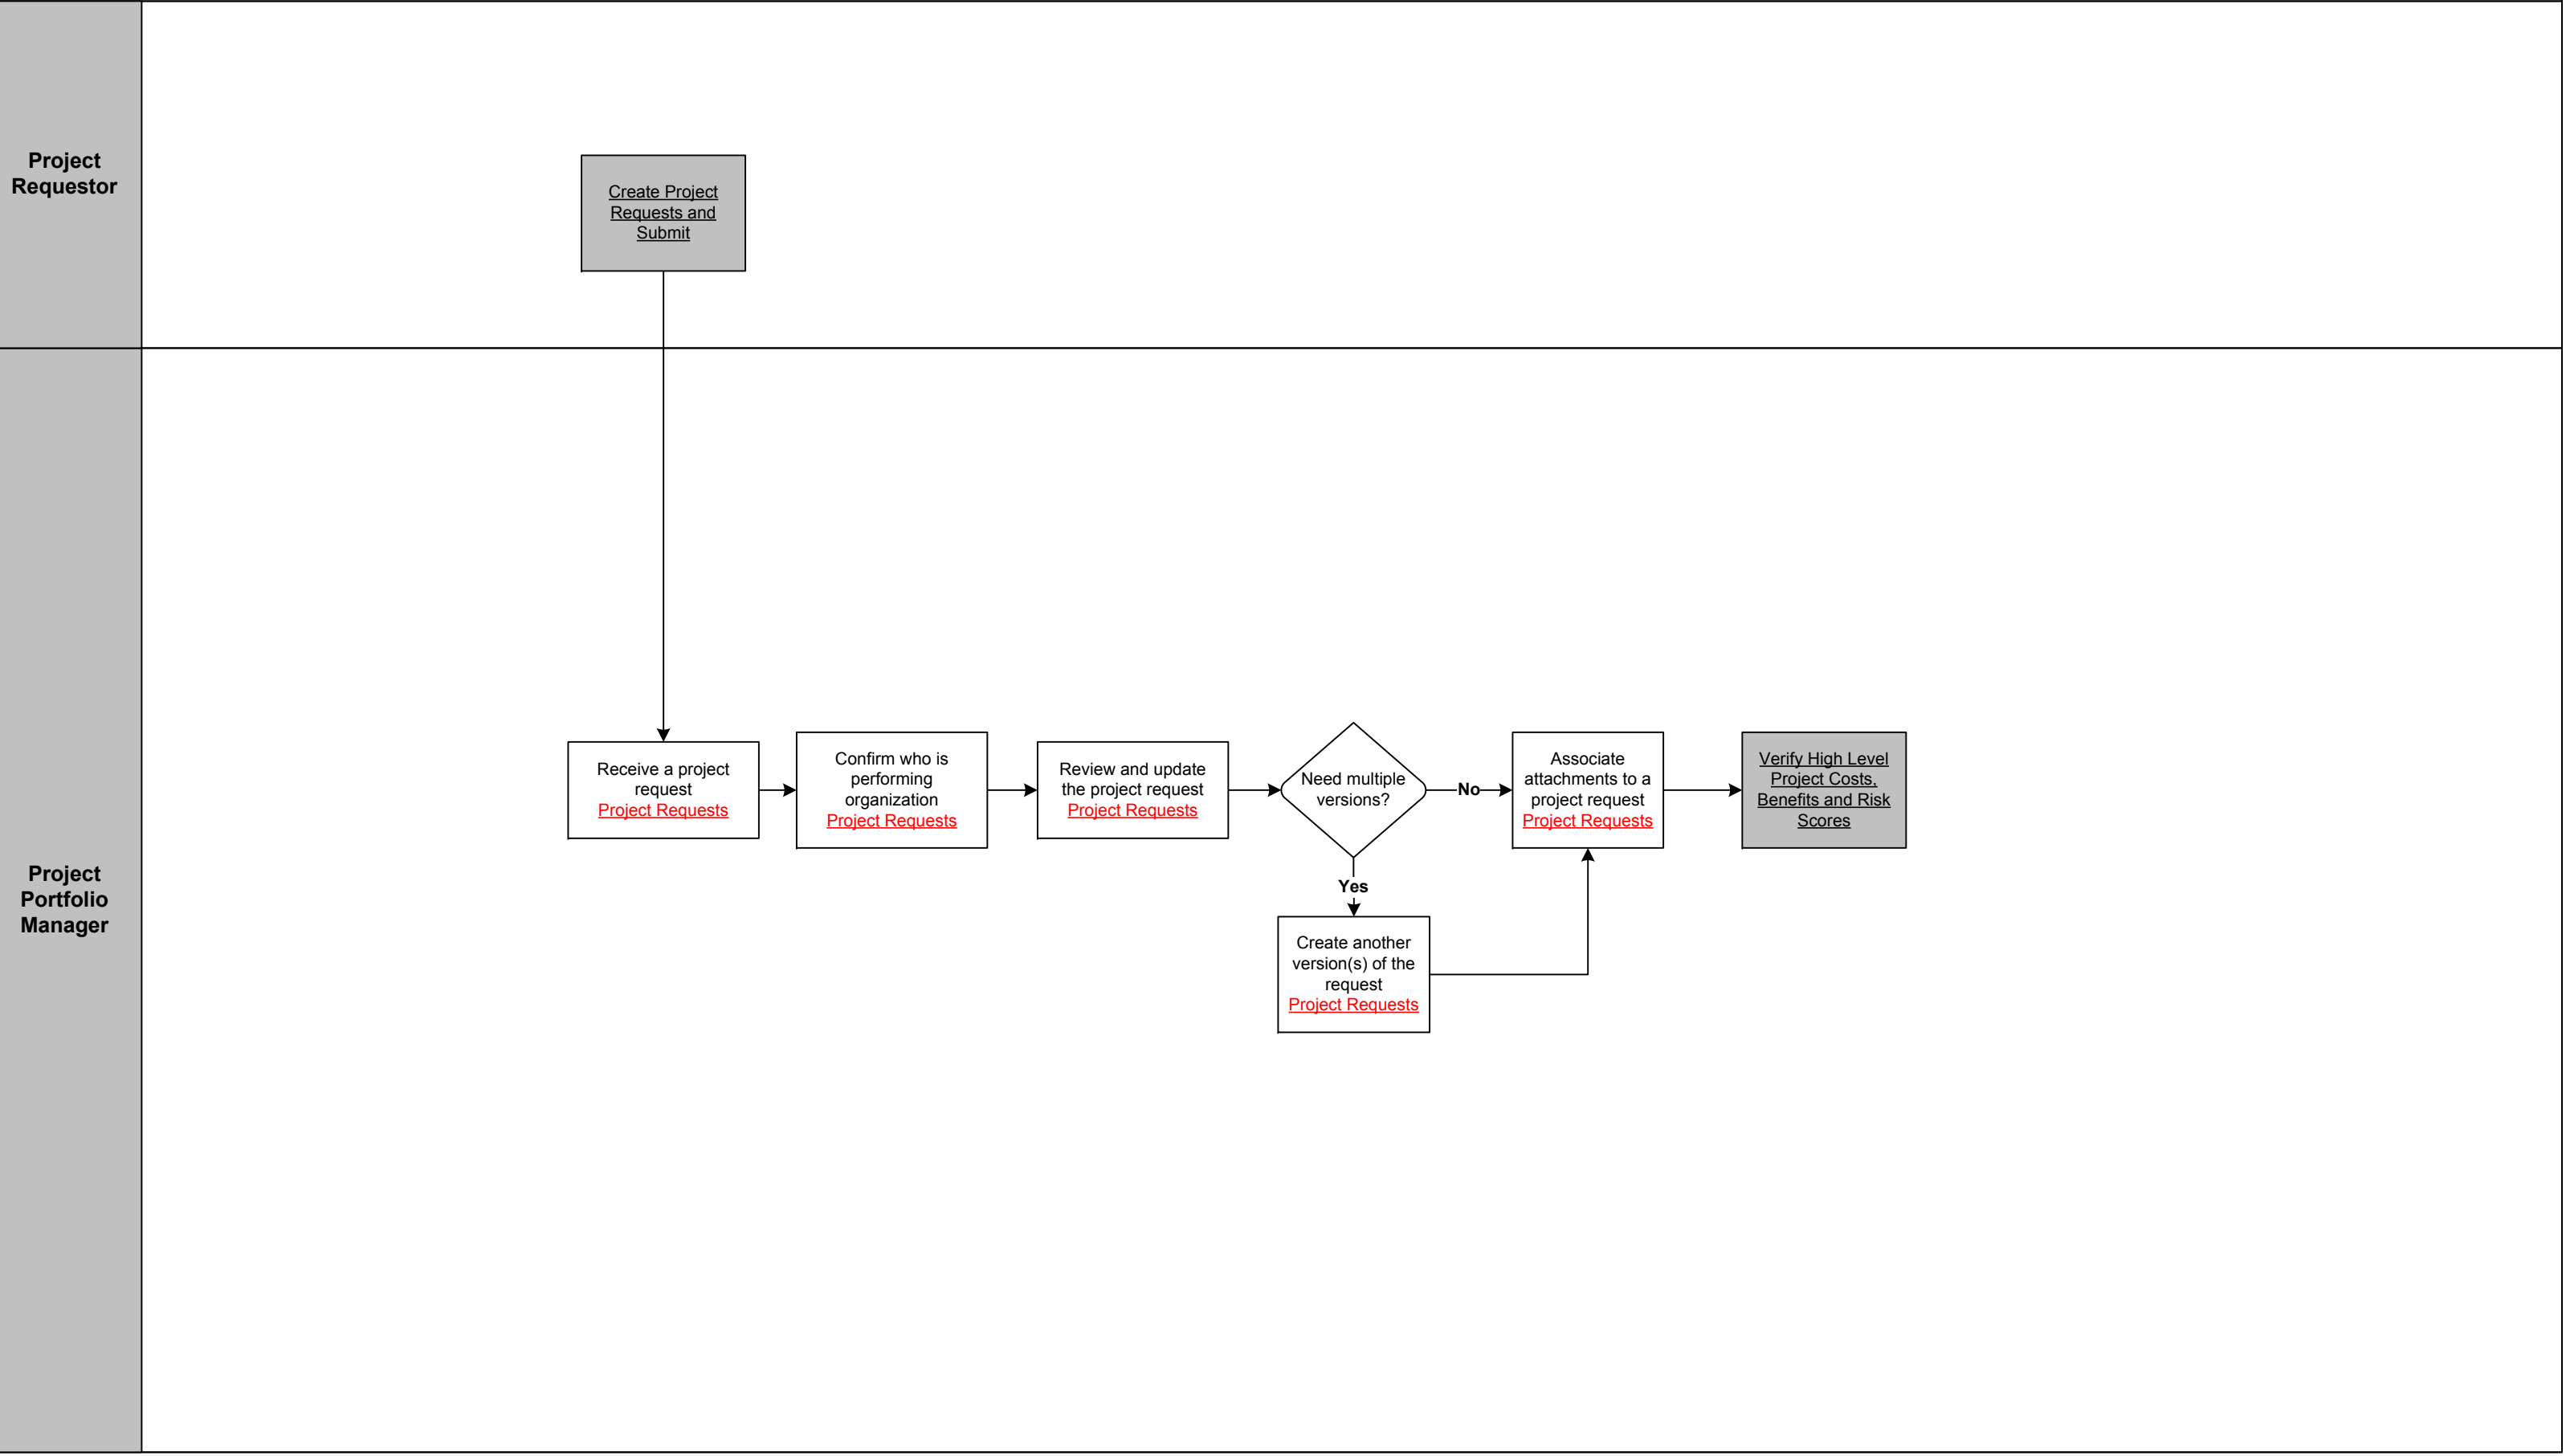 Project
Requestor
Create Project
Requests and
Submit
Project
Portfolio
Manager
Receive a project
request
Project Requests
Confirm who is
performing
organization
Project Requests
Review and update
the project request
Project Requests
Need multiple
versions?
No
Associate
attachments to a
project request
Project Requests
Verify High Level
Project Costs,
Benefits and Risk
Scores
Yes
Create another
version(s) of the
request
Project Requests